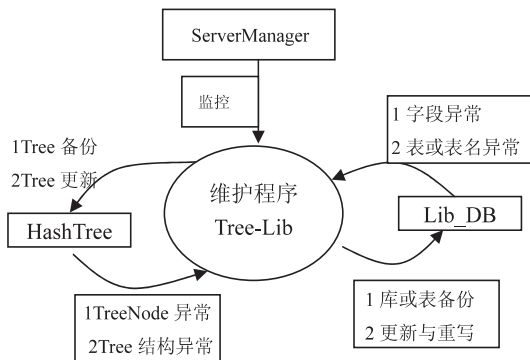 ServerManager
监控
1 字段异常
2 表或表名异常
1Tree 备份
2Tree 更新
维护程序
Tree-Lib
HashTree
Lib_DB
1TreeNode 异常
2Tree 结构异常
1 库或表备份
2 更新与重写